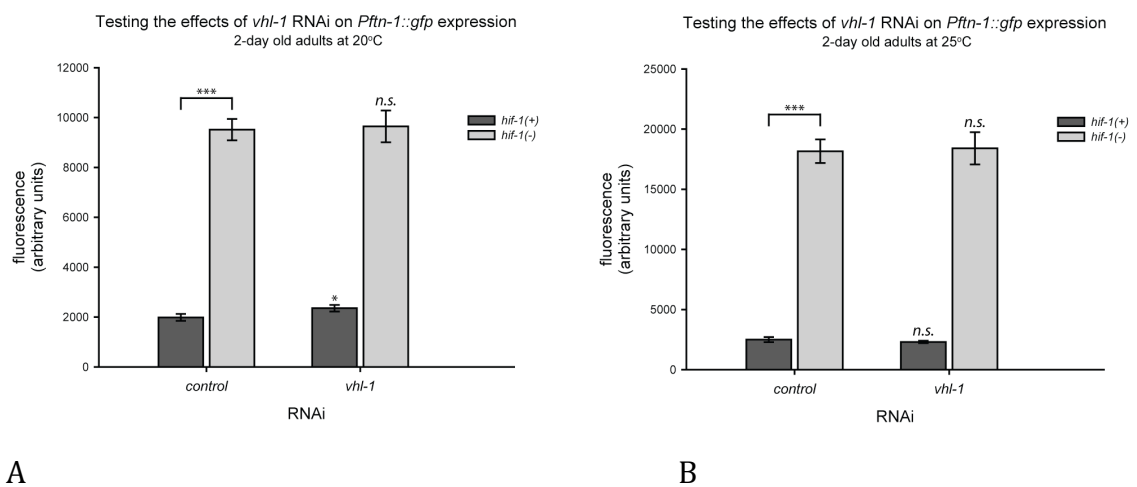 Testing the effects of vhl-1 RNAi on Pftn-1::gfp expression
2-day old adults at 20°C
12000
10000
8000
6000
4000
2000
0
fluorescence
(arbitrary units)
***
*
n.s.
hif-1(+)
hif-1(-)
control
vhl-1
RNAi
A
Testing the effects of vhl-1 RNAi on Pftn-1::gfp expression
2-day old adults at 25°C
25000
20000
15000
10000
5000
0
fluorescence
(arbitrary units)
***
n.s.
n.s.
hif-1(+)
hif-1(-)
control
vhl-1
RNAi
B